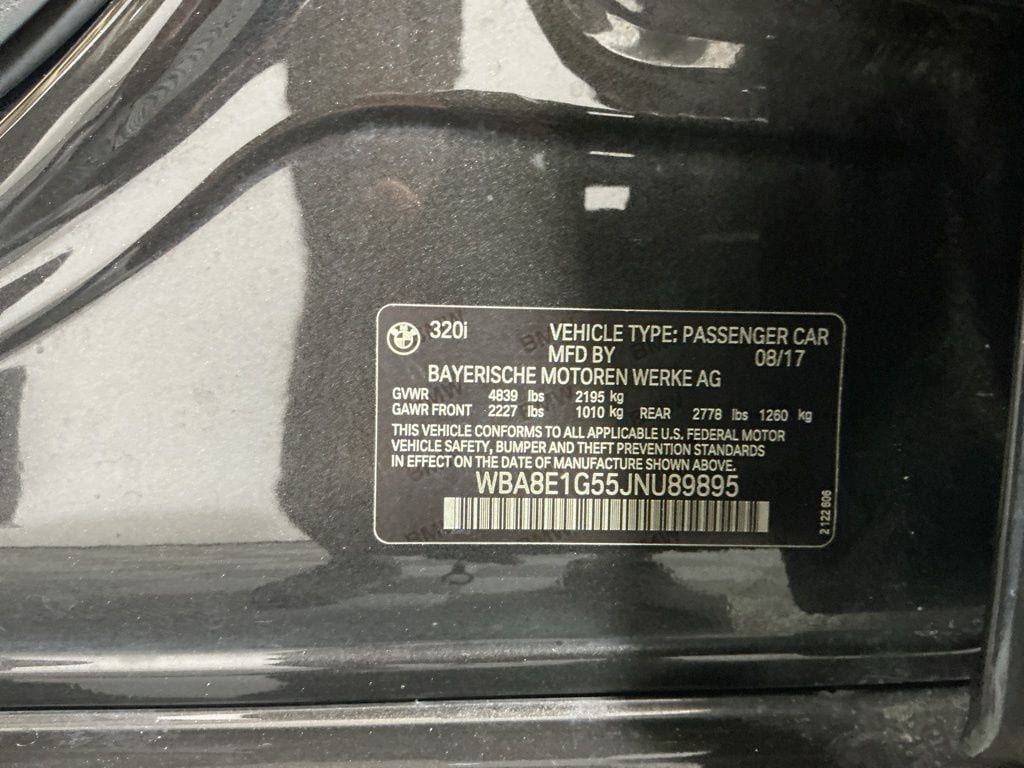 320i VEHICLE TYPE: PASSENGER CAR
MFD BY 08/17
BAYERISCHE MOTOREN WERKE AG
GVWR 4839 lbs 2195 kg
GAWR FRONT 2227 lbs 1010 kg REAR 2778 lbs 1260 kg
THIS VEHICLE CONFORMS TO ALL APPLICABLE U.S. FEDERAL MOTOR
VEHICLE SAFETY, BUMPER AND THEFT PREVENTION STANDARDS
IN EFFECT ON THE DATE OF MANUFACTURE SHOWN ABOVE.
WBA8E1G55JNU89895
2 122 606